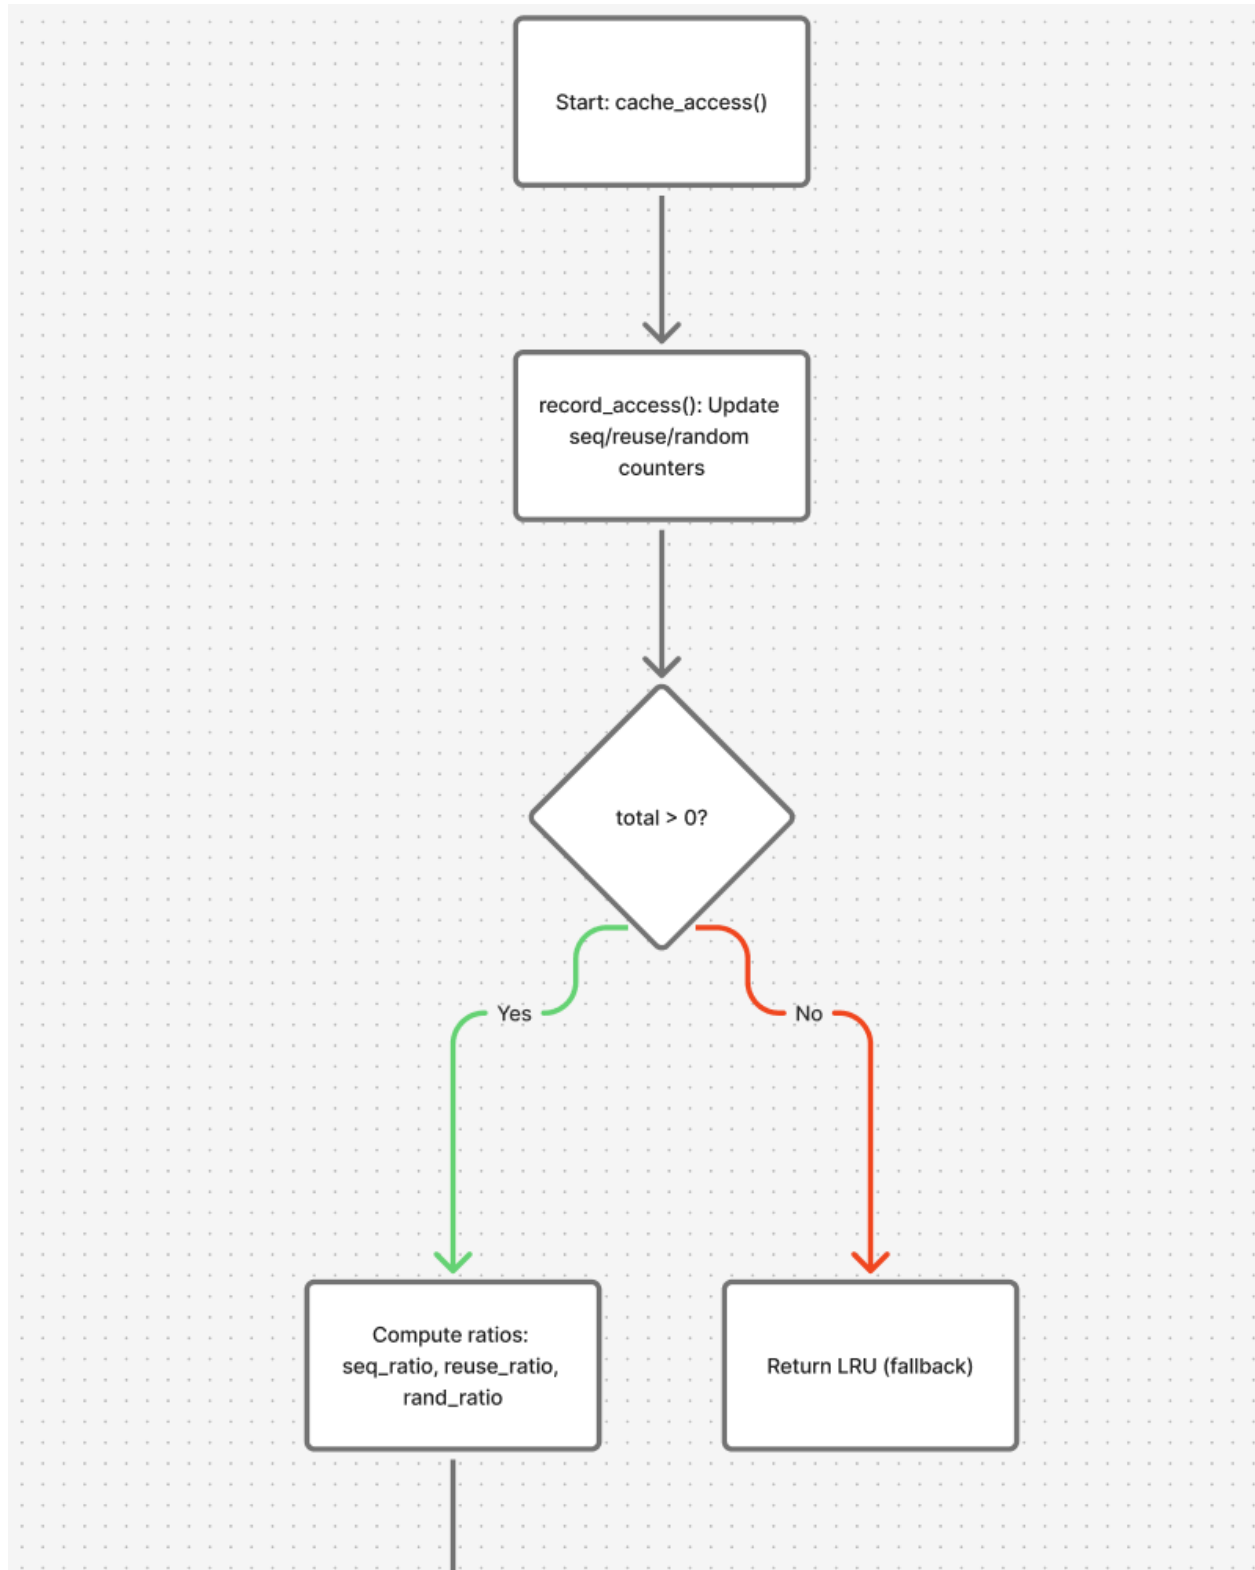 Start: cache_access()
record_access(): Update
seq/reuse/random
counters
total > 0?
Yes
No
Compute ratios:
seq_ratio, reuse_ratio,
rand_ratio
Return LRU (fallback)